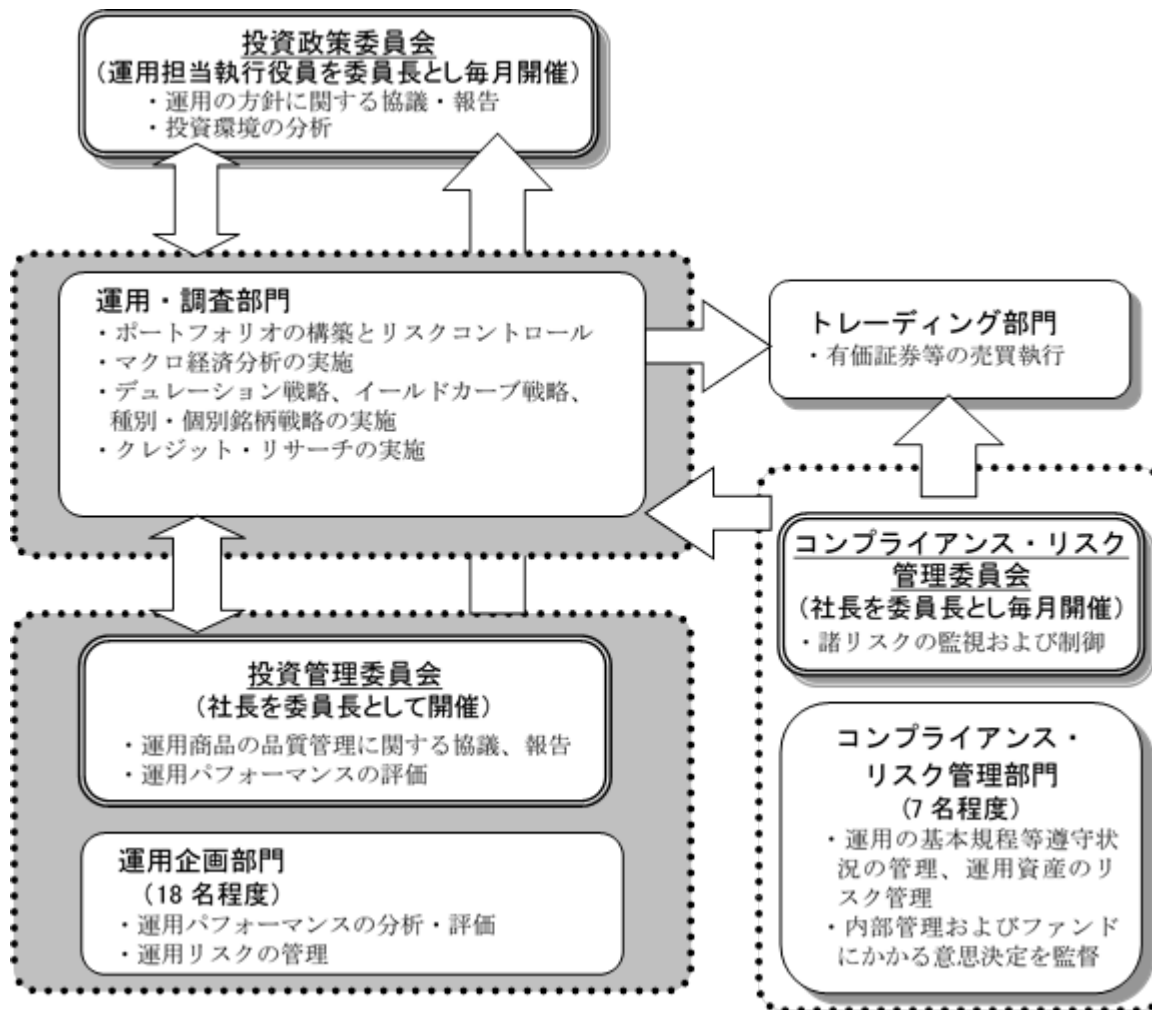 投資政策委員会
(運用担当執行役員を委員長とし毎月開催)
・運用の方針に関する協議・報告
・投資環境の分析
運用・調査部門
・ポートフォリオの構築とリスクコントロール
・マクロ経済分析の実施
・デュレーション戦略、イールドカーブ戦略、
種別・個別銘柄戦略の実施
・クレジット・リサーチの実施
トレーディング部門
・有価証券等の売買執行
コンプライアンス・リスク
管理委員会
(社長を委員長とし毎月開催)
・諸リスクの監視および制御
投資管理委員会
(社長を委員長として開催)
・運用商品の品質管理に関する協議、報告
・運用パフォーマンスの評価
運用企画部門
(18 名程度)
・運用パフォーマンスの分析・評価
・運用リスクの管理
コンプライアンス・
リスク管理部門
(7 名程度)
・運用の基本規程等遵守状
況の管理、運用資産のリ
スク管理
・内部管理およびファンド
にかかる意思決定を監督